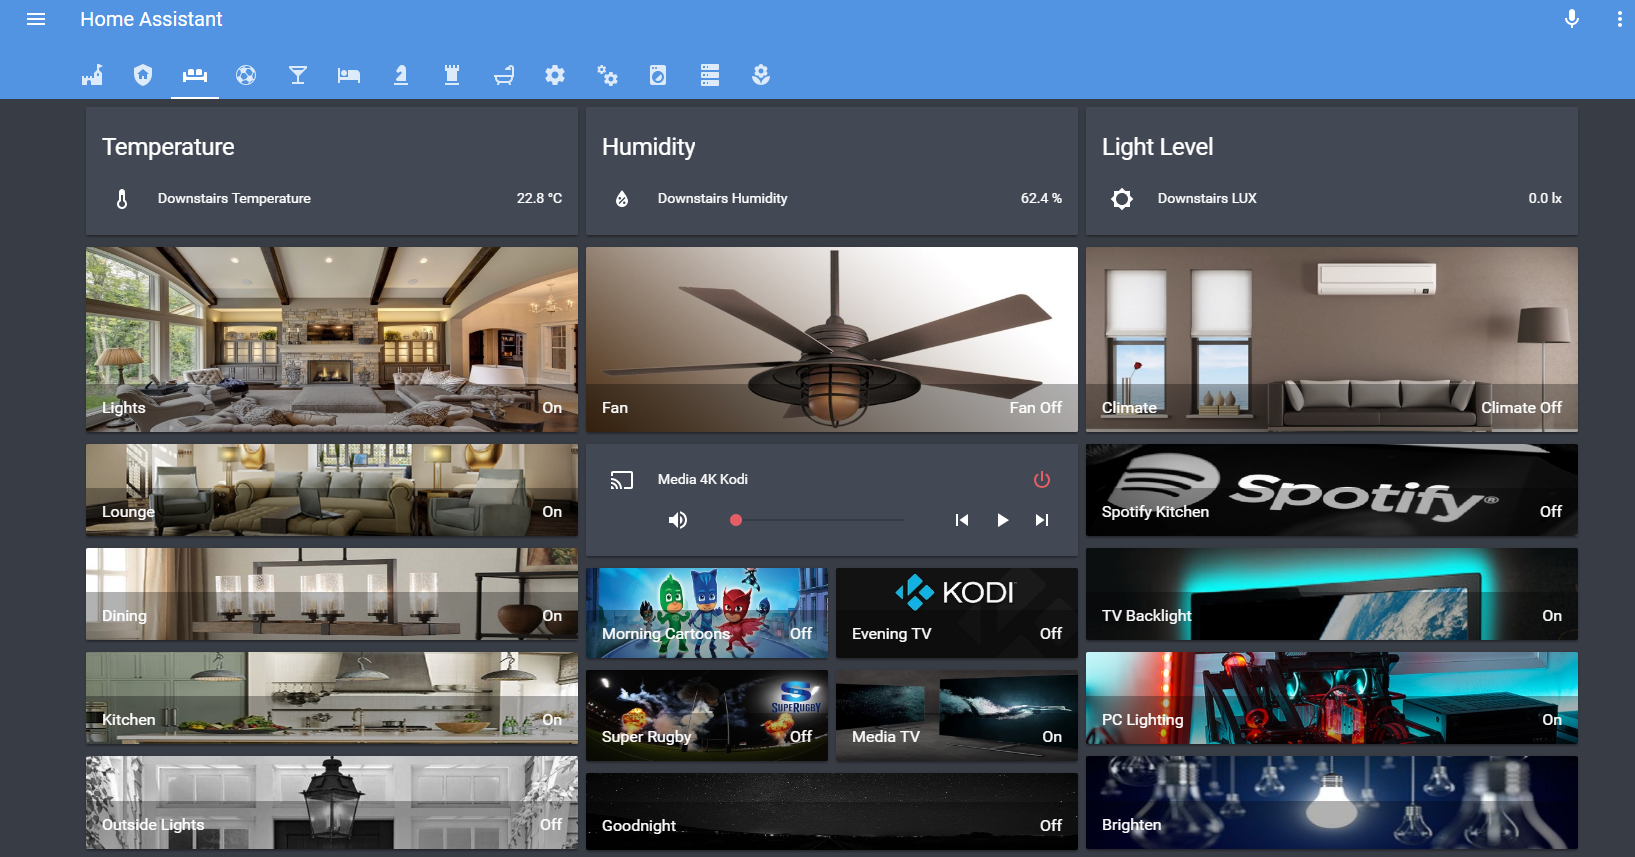 Home Assistant
Temperature
Downstairs Temperature 22.8 °C
Humidity
Downstairs Humidity 62.4 %
Light Level
Downstairs LUX 0.0 lx
Lights On
Fan Fan Off
Climate Climate Off
Lounge On
Media 4K Kodi
Spotify®
Spotify Kitchen Off
Dining On
KODI
Morning Cartoons Off
Evening TV Off
TV Backlight On
Kitchen On
SUPERUGBY
Super Rugby Off
Media TV On
PC Lighting On
Outside Lights Off
Goodnight Off
Brighten